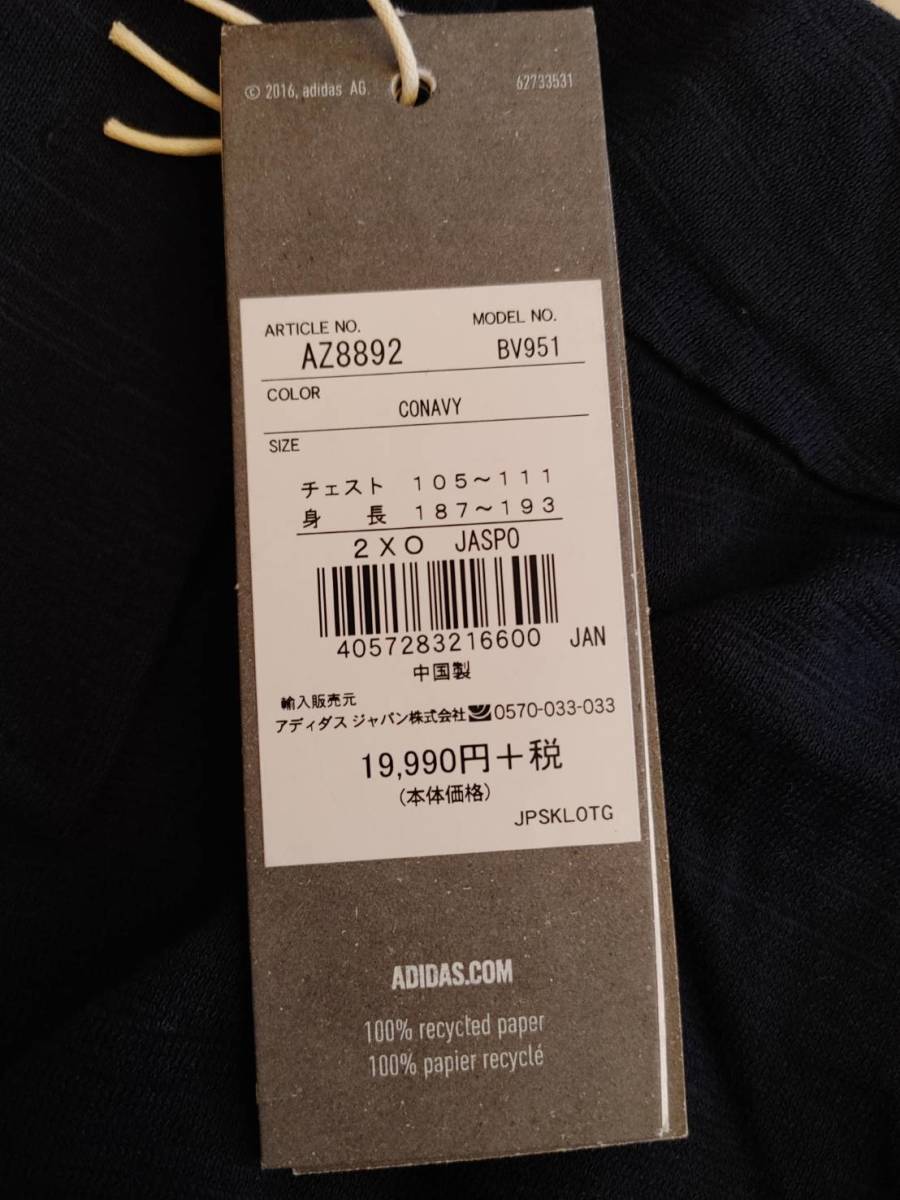 © 2016, adidas AG. 62733531
ARTICLE NO. MODEL NO.
AZ8892 BV951
COLOR
CONAVY
SIZE
チェスト 105~111
身 長 187~193
2XO JASPO
4057283216600 JAN
中国製
輸入販売元
アディダス ジャパン株式会社 0570-033-033
19,990円+税
(本体価格)
JPSKLOTG
ADIDAS.COM
100% recycted paper
100% papier recyclé